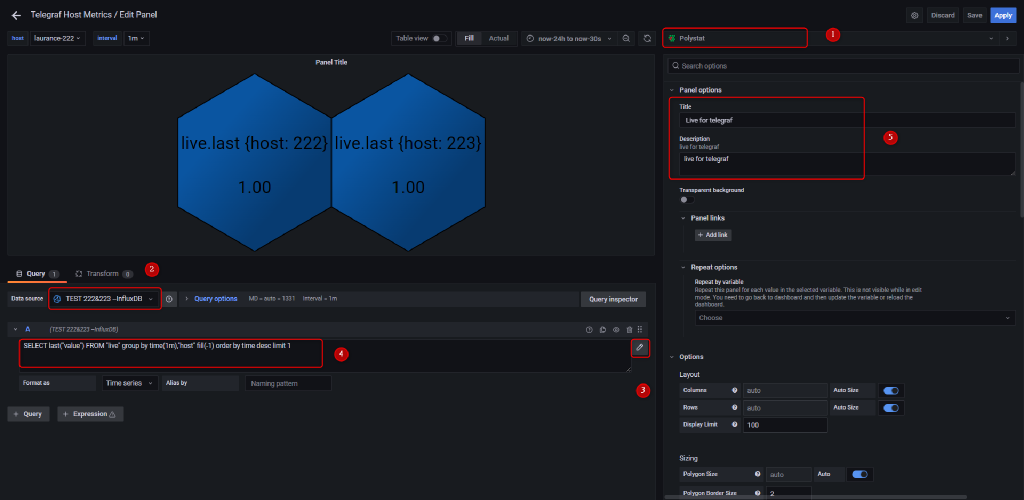 Telegraf Host Metrics / Edit Panel
Discard
Save
Apply
host
laurance-222
interval
1m
Table view
Fill
Actual
now-24h to now-30s
Polystat
1
Search options
Panel Title
live.last {host: 222}
1.00
live.last {host: 223}
1.00
Panel options
Title
Live for telegraf
Description
live for telegraf
live for telegraf
5
Transparent background
Panel links
+ Add link
Repeat options
Repeat by variable
Repeat this panel for each value in the selected variable. This is not visible while in edit
mode. You need to go back to dashboard and then update the variable or reload the
dashboard.
Choose
Query 1
Transform 0
2
Data source
TEST 222&223 --InfluxDB
Query options
MD = auto = 1331
Interval = 1m
Query inspector
A
(TEST 222&223 --InfluxDB)
SELECT last("value") FROM "live" group by time(1m),"host" fill(-1) order by time desc limit 1
4
3
Format as
Time series
Alias by
Naming pattern
+ Query
+ Expression
Options
Layout
Columns
auto
Auto Size
Rows
auto
Auto Size
Display Limit
100
Sizing
Polygon Size
auto
Auto
Polygon Border Size
2